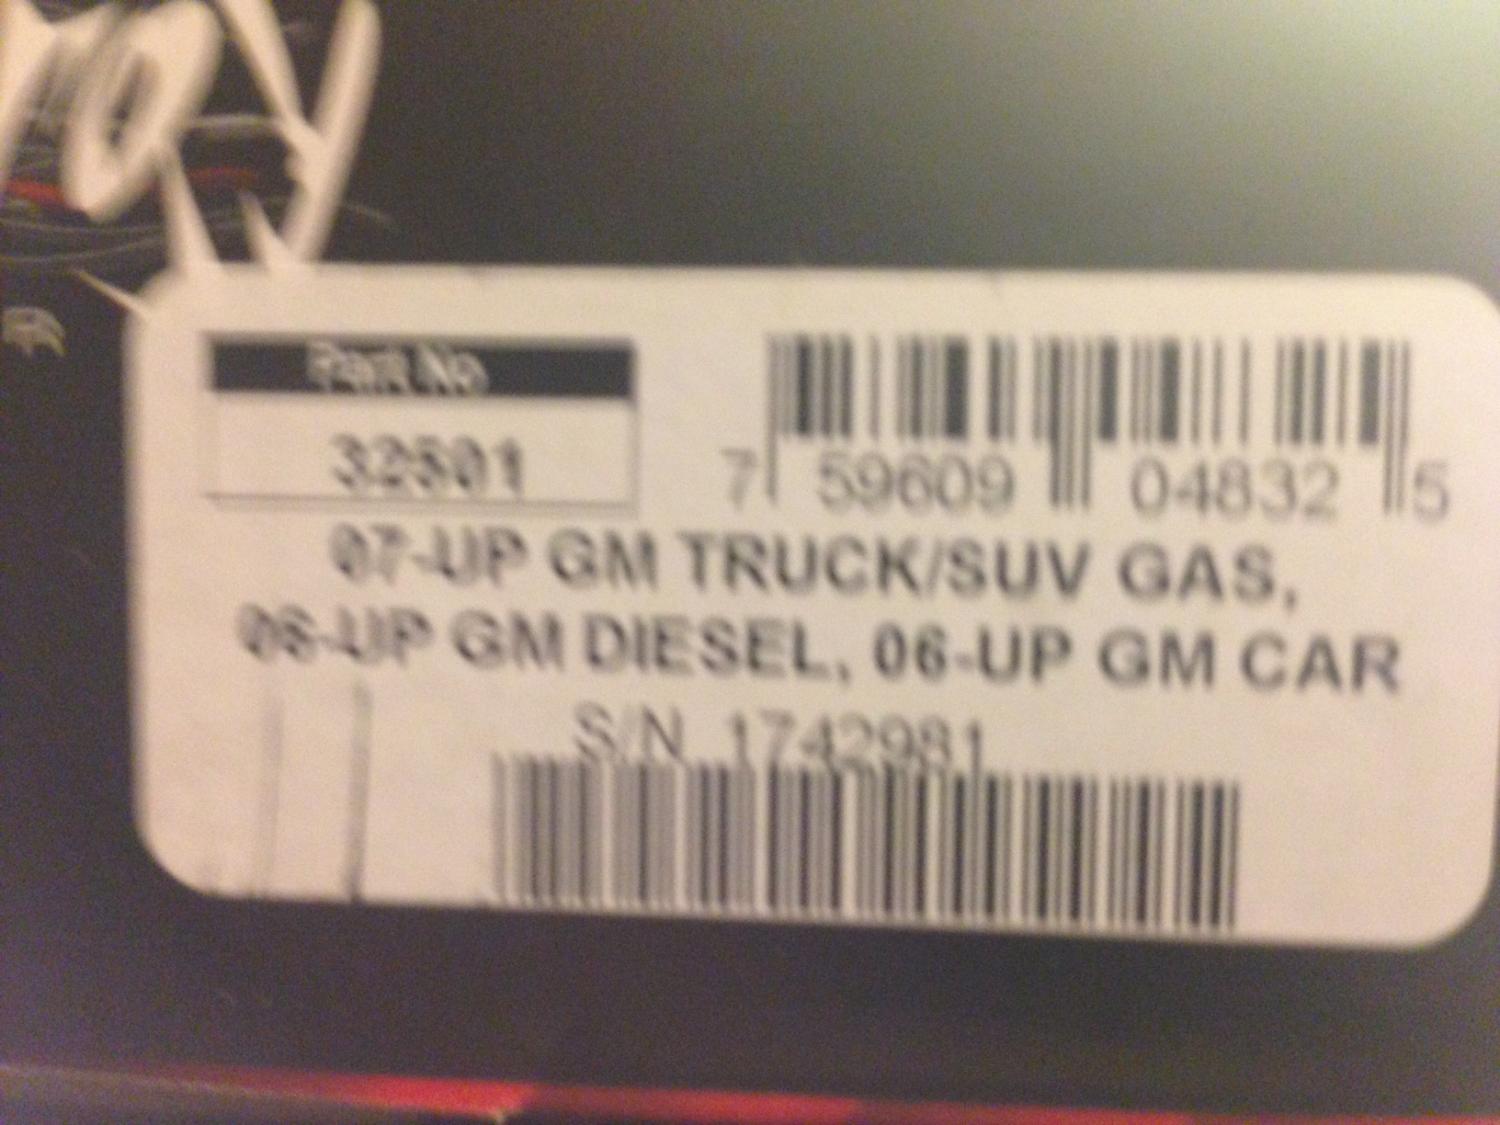 Part No
32501
7 59609 04832 5
07-UP GM TRUCK/SUV GAS,
06-UP GM DIESEL, 06-UP GM CAR
S/N 1742981